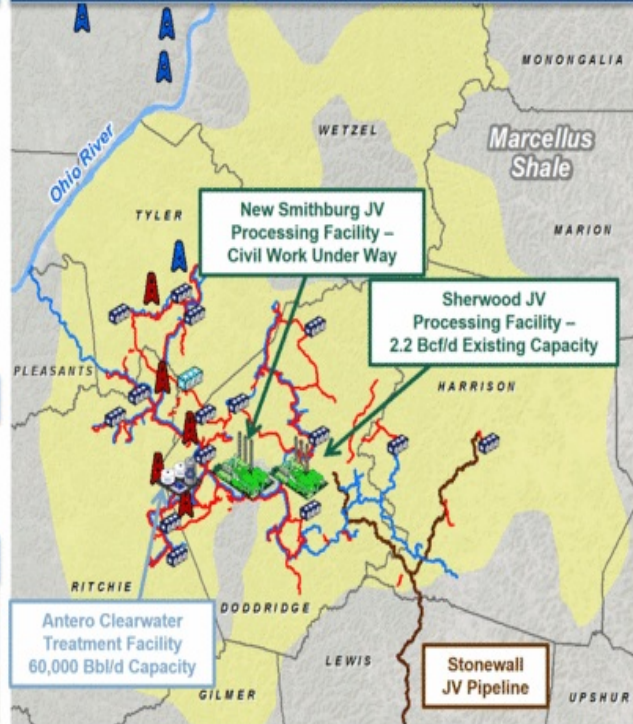 MONONGALIA
WETZEL
Marcellus
Shale
Ohio River
TYLER
MARION
New Smithburg JV
Processing Facility –
Civil Work Under Way
Sherwood JV
Processing Facility –
2.2 Bcf/d Existing Capacity
PLEASANTS
HARRISON
RITCHIE
DODDRIDGE
Antero Clearwater
Treatment Facility
60,000 Bbl/d Capacity
LEWIS
Stonewall
JV Pipeline
GILMER
UPSHUR